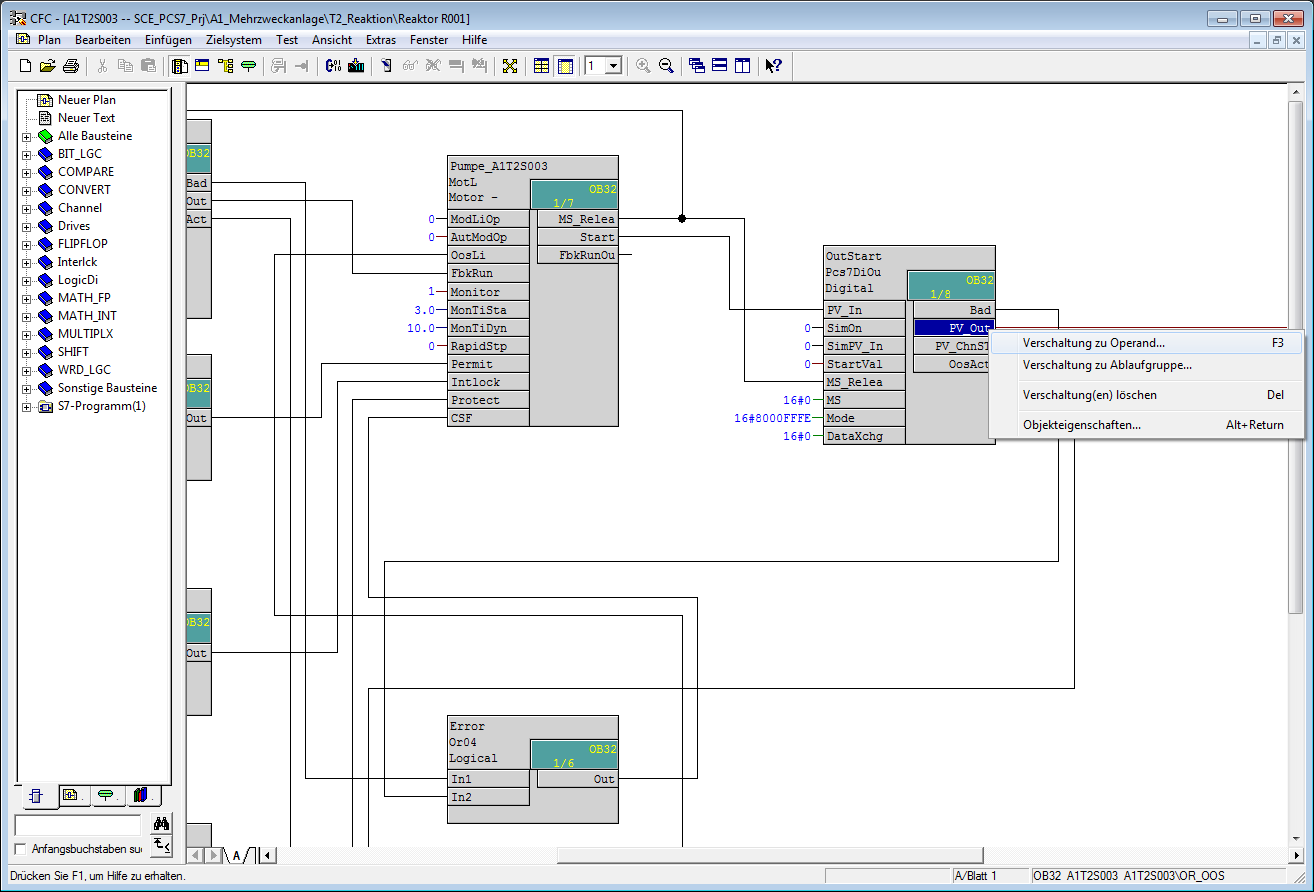 CFC - [A1T2S003 -- SCE_PCS7_Prj\A1_Mehrzweckanlage\T2_Reaktion\Reaktor R001]
Plan Bearbeiten Einfügen Zielsystem Test Ansicht Extras Fenster Hilfe
1
Neuer Plan
Neuer Text
Alle Bausteine
BIT_LGC
COMPARE
CONVERT
Channel
Drives
FLIPFLOP
Interlck
LogicDi
MATH_FP
MATH_INT
MULTIPLX
SHIFT
WRD_LGC
Sonstige Bausteine
S7-Programm(1)
Anfangsbuchstaben suc
OB32
Bad
Out
Act
OB32
Out
OB32
Out
Pumpe_A1T2S003
MotL
Motor -
OB32
1/7
0 ModLiOp MS_Relea
0 AutModOp Start
OosLi FbkRunOu
FbkRun
1 Monitor
3.0 MonTiSta
10.0 MonTiDyn
0 RapidStp
Permit
Intlock
Protect
CSF
OutStart
Pcs7DiOu
Digital
OB32
1/8
PV_In Bad
0 SimOn PV_Out
0 SimPV_In PV_ChnST
0 StartVal OosAct
MS_Relea
16#0 MS
16#8000FFFE Mode
16#0 DataXchg
Verschaltung zu Operand... F3
Verschaltung zu Ablaufgruppe...
Verschaltung(en) löschen Del
Objekteigenschaften... Alt+Return
Error
Or04
Logical
OB32
1/6
In1 Out
In2
A
Drücken Sie F1, um Hilfe zu erhalten.
A/Blatt 1
OB32 A1T2S003 A1T2S003\OR_OOS